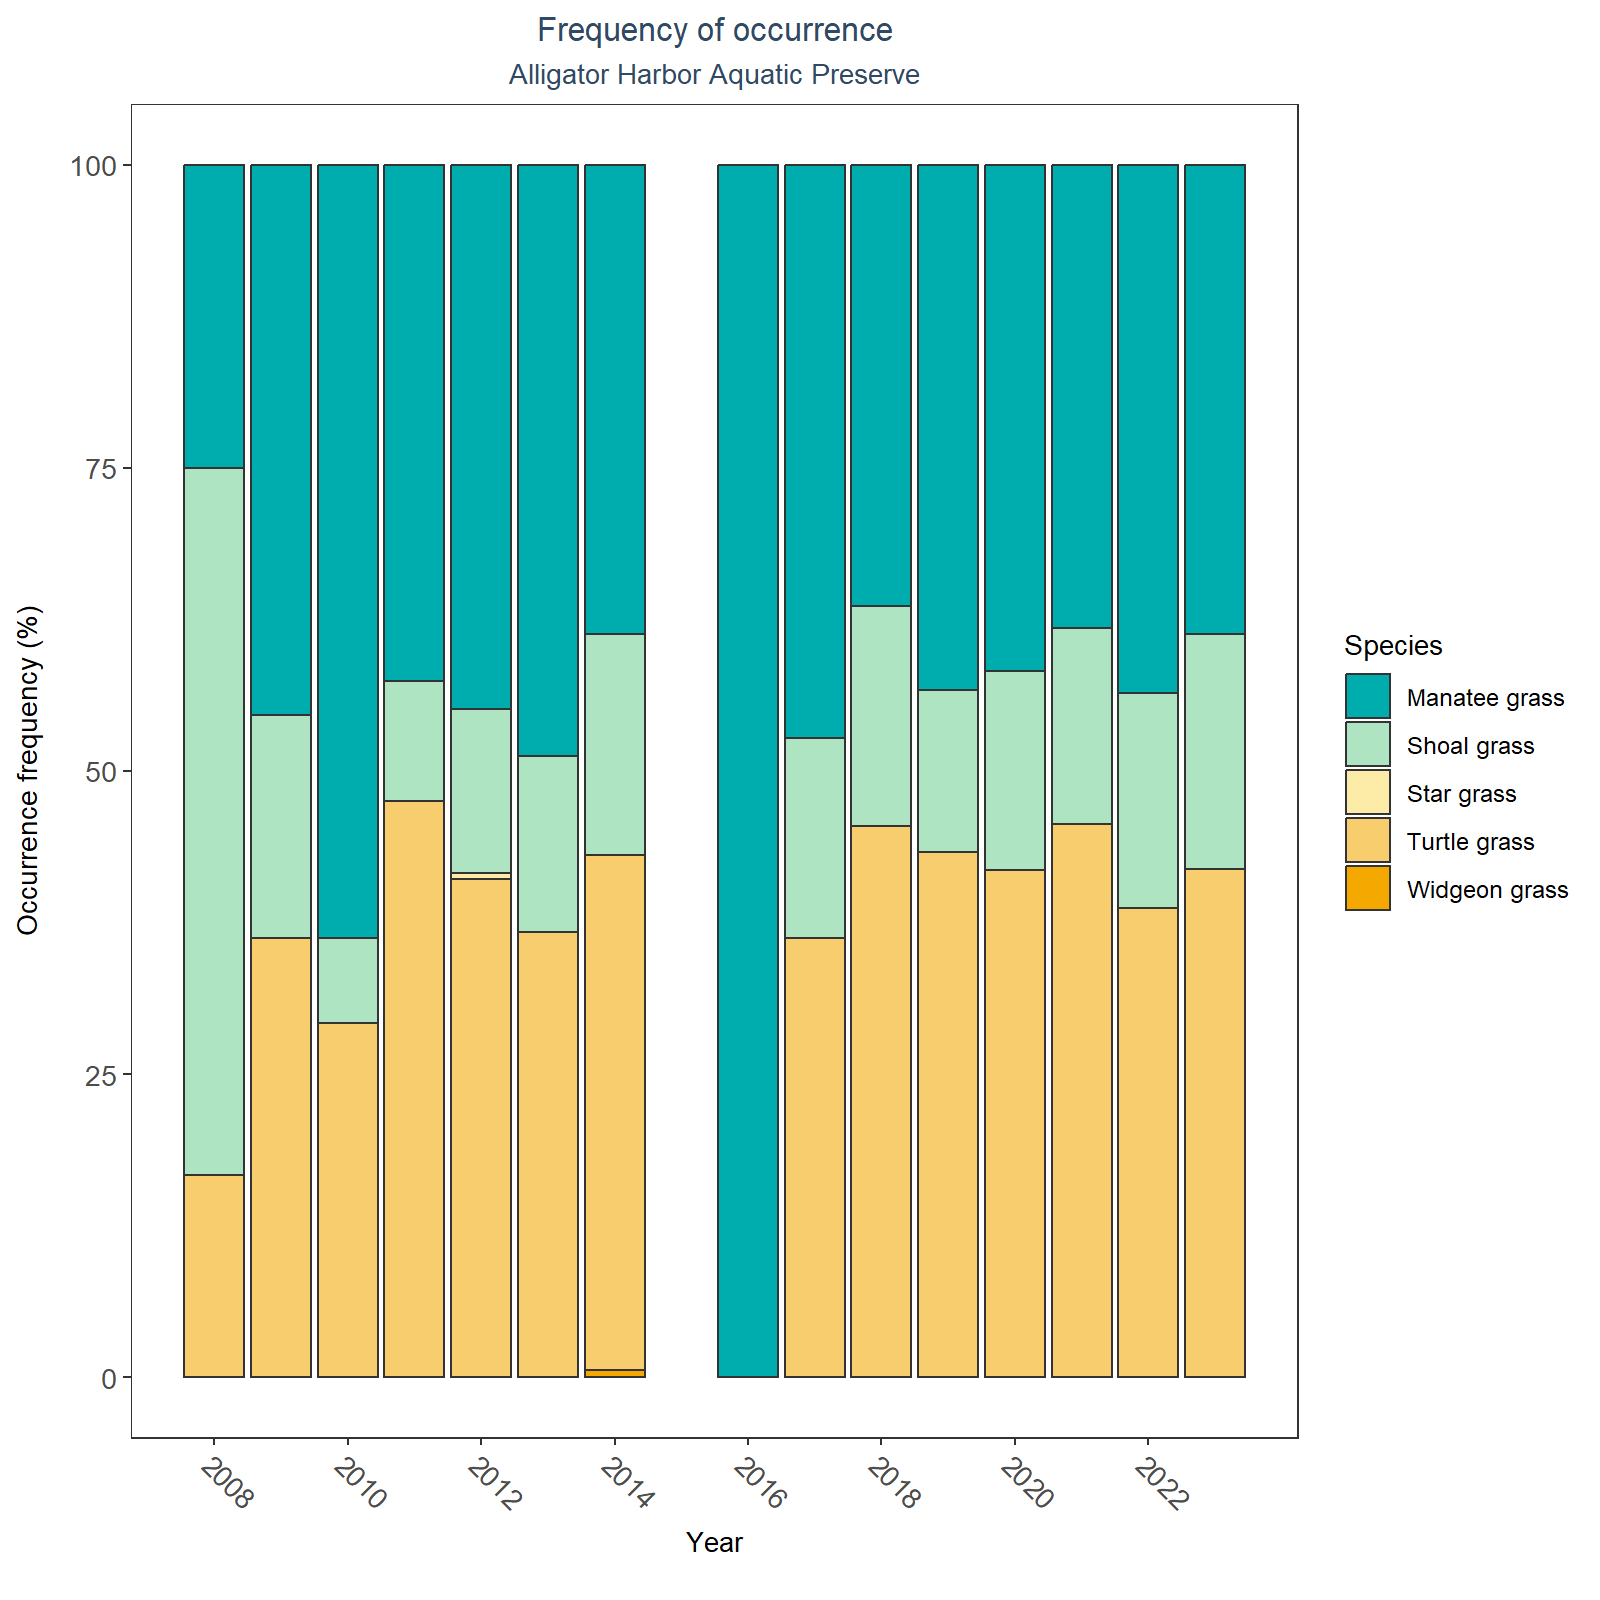 Frequency of occurrence
Alligator Harbor Aquatic Preserve
Occurrence frequency (%)
100
75
50
25
0
2008
2010
2012
2014
2016
2018
2020
2022
Year
Species
Manatee grass
Shoal grass
Star grass
Turtle grass
Widgeon grass